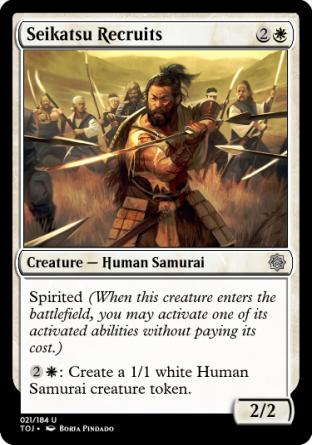 Seikatsu Recruits 2
Creature — Human Samurai
Spirited (When this creature enters the
battlefield, you may activate one of its
activated abilities without paying its
cost.)
2 : Create a 1/1 white Human
Samurai creature token.
2/2
021/184 U
TOJ • Borja Pindado